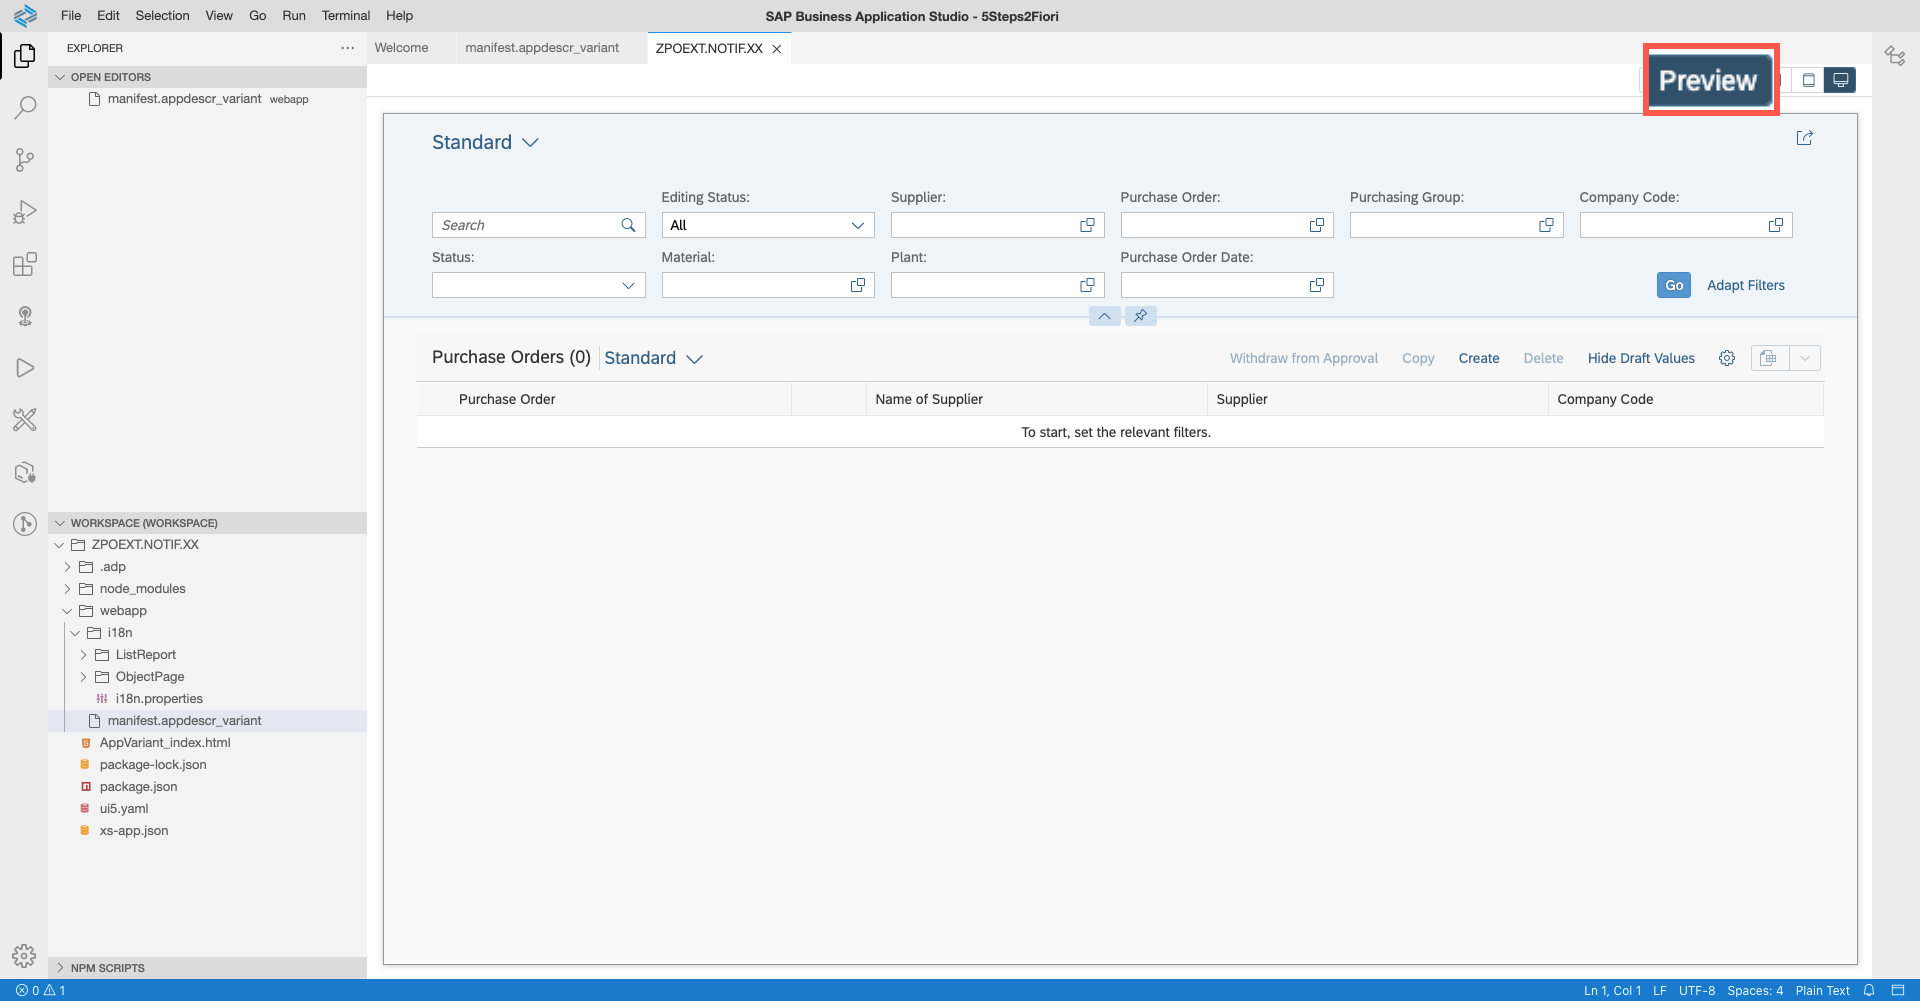 File Edit Selection View Go Run Terminal Help
SAP Business Application Studio - 5Steps2Fiori
EXPLORER
Welcome
manifest.appdescr_variant
ZPOEXT.NOTIF.XX
OPEN EDITORS
manifest.appdescr_variant webapp
Preview
Standard
Editing Status:
Supplier:
Purchase Order:
Purchasing Group:
Company Code:
Search
All
Status:
Material:
Plant:
Purchase Order Date:
Go
Adapt Filters
Purchase Orders (0) Standard
Withdraw from Approval
Copy
Create
Delete
Hide Draft Values
Purchase Order
Name of Supplier
Supplier
Company Code
To start, set the relevant filters.
WORKSPACE (WORKSPACE)
ZPOEXT.NOTIF.XX
.adp
node_modules
webapp
i18n
ListReport
ObjectPage
i18n.properties
manifest.appdescr_variant
AppVariant_index.html
package-lock.json
package.json
ui5.yaml
xs-app.json
NPM SCRIPTS
0 1
Ln 1, Col 1 LF UTF-8 Spaces: 4 Plain Text